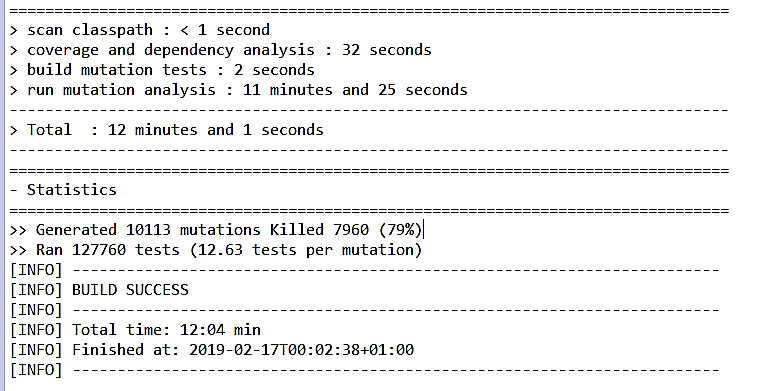 ================================================================================
> scan classpath : < 1 second
> coverage and dependency analysis : 32 seconds
> build mutation tests : 2 seconds
> run mutation analysis : 11 minutes and 25 seconds
--------------------------------------------------------------------------------
> Total  : 12 minutes and 1 seconds
--------------------------------------------------------------------------------
================================================================================
- Statistics
================================================================================
>> Generated 10113 mutations Killed 7960 (79%)
>> Ran 127760 tests (12.63 tests per mutation)
[INFO] ------------------------------------------------------------------------
[INFO] BUILD SUCCESS
[INFO] ------------------------------------------------------------------------
[INFO] Total time: 12:04 min
[INFO] Finished at: 2019-02-17T00:02:38+01:00
[INFO] ------------------------------------------------------------------------